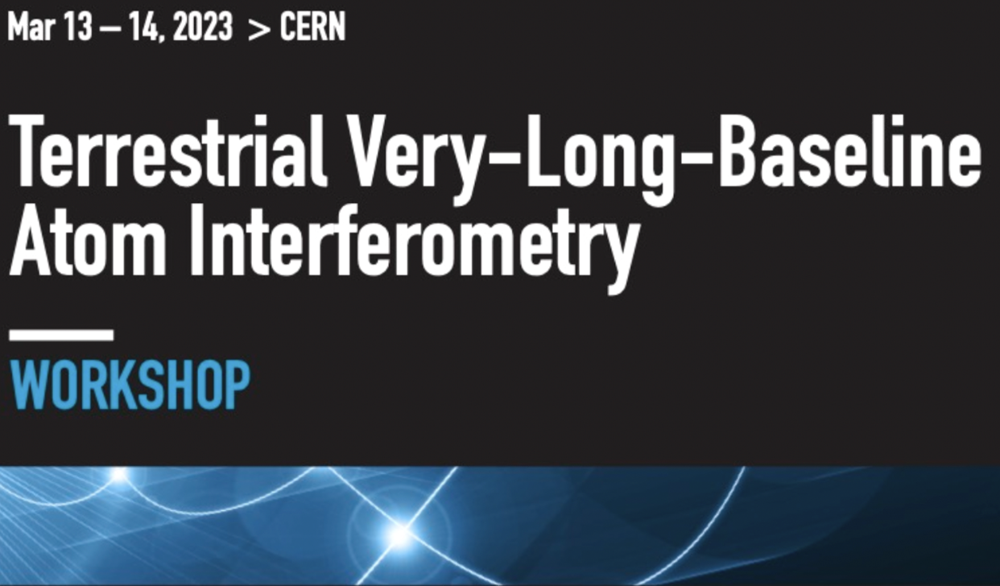 Mar 13 – 14, 2023 > CERN
Terrestrial Very-Long-Baseline
Atom Interferometry
WORKSHOP